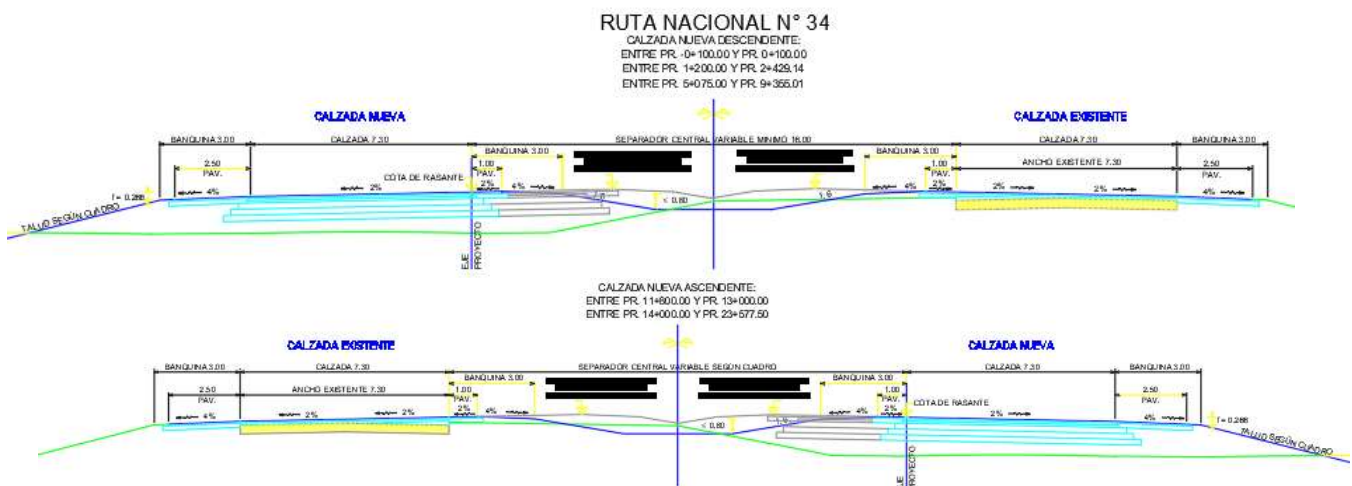 RUTA NACIONAL N° 34
CALZADA NUEVA DESCENDENTE:
ENTRE PR. -0+100.00 Y PR. 0+100.00
ENTRE PR. 1+200.00 Y PR. 2+429.14
ENTRE PR. 5+075.00 Y PR. 9+355.01
CALZADA NUEVA
CALZADA EXISTENTE
BANQUINA 3.00
CALZADA 7.30
SEPARADOR CENTRAL VARIABLE MINIMO 16.00
CALZADA 7.30
BANQUINA 3.00
BANQUINA 3.00
BANQUINA 3.00
2.50
PAV.
1.00
PAV.
1.00
PAV.
ANCHO EXISTENTE 7.30
2.50
PAV.
COTA DE RASANTE
4%
2%
2%
4%
4%
2%
2%
2%
4%
f = 0.266
≤ 0.80
TALUD SEGÚN CUADRO
EJE
PROYECTO
CALZADA NUEVA ASCENDENTE:
ENTRE PR. 11+600.00 Y PR. 13+000.00
ENTRE PR. 14+000.00 Y PR. 23+577.50
CALZADA EXISTENTE
CALZADA NUEVA
BANQUINA 3.00
CALZADA 7.30
SEPARADOR CENTRAL VARIABLE SEGÚN CUADRO
CALZADA 7.30
BANQUINA 3.00
BANQUINA 3.00
BANQUINA 3.00
2.50
PAV.
ANCHO EXISTENTE 7.30
1.00
PAV.
1.00
PAV.
2.50
PAV.
COTA DE RASANTE
4%
2%
2%
2%
4%
4%
2%
2%
4%
f = 0.266
≤ 0.80
TALUD SEGÚN CUADRO
EJE
PROYECTO